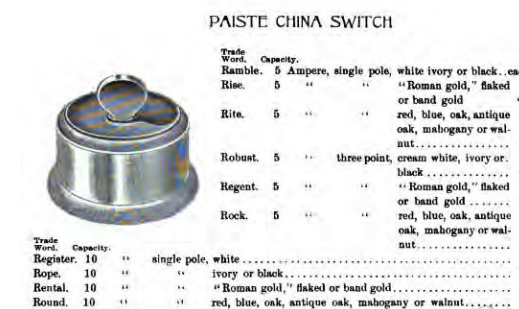 PAISTE CHINA SWITCH
Trade
Word. Capacity.
Ramble. 5 Ampere, single pole, white ivory or black..ea
Rise. 5 " " "Roman gold," flaked
or band gold
Rite. 5 " " red, blue, oak, antique
oak, mahogany or wal-
nut...............
Robust. 5 " three point, cream white, ivory or
black ..............
Regent. 5 " " "Roman gold," flaked
or band gold .......
Rock. 5 " " red, blue, oak, antique
oak, mahogany or wal-
nut...............
Trade
Word. Capacity.
Register. 10 " single pole, white ...............
Rope. 10 " " ivory or black...............
Rental. 10 " " "Roman gold," flaked or band gold...............
Round. 10 " " red, blue, oak, antique oak, mahogany or walnut........